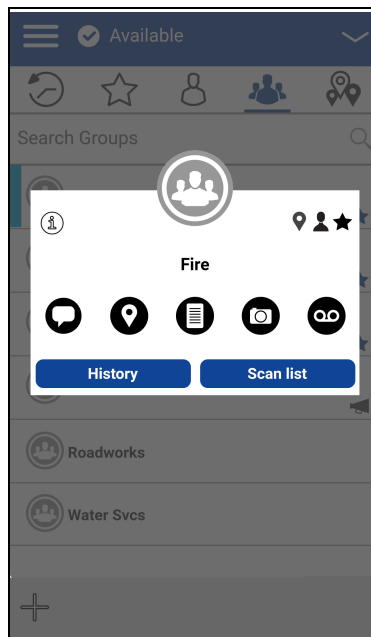 Available
Search Groups
Fire
History
Scan list
Roadworks
Water Svcs